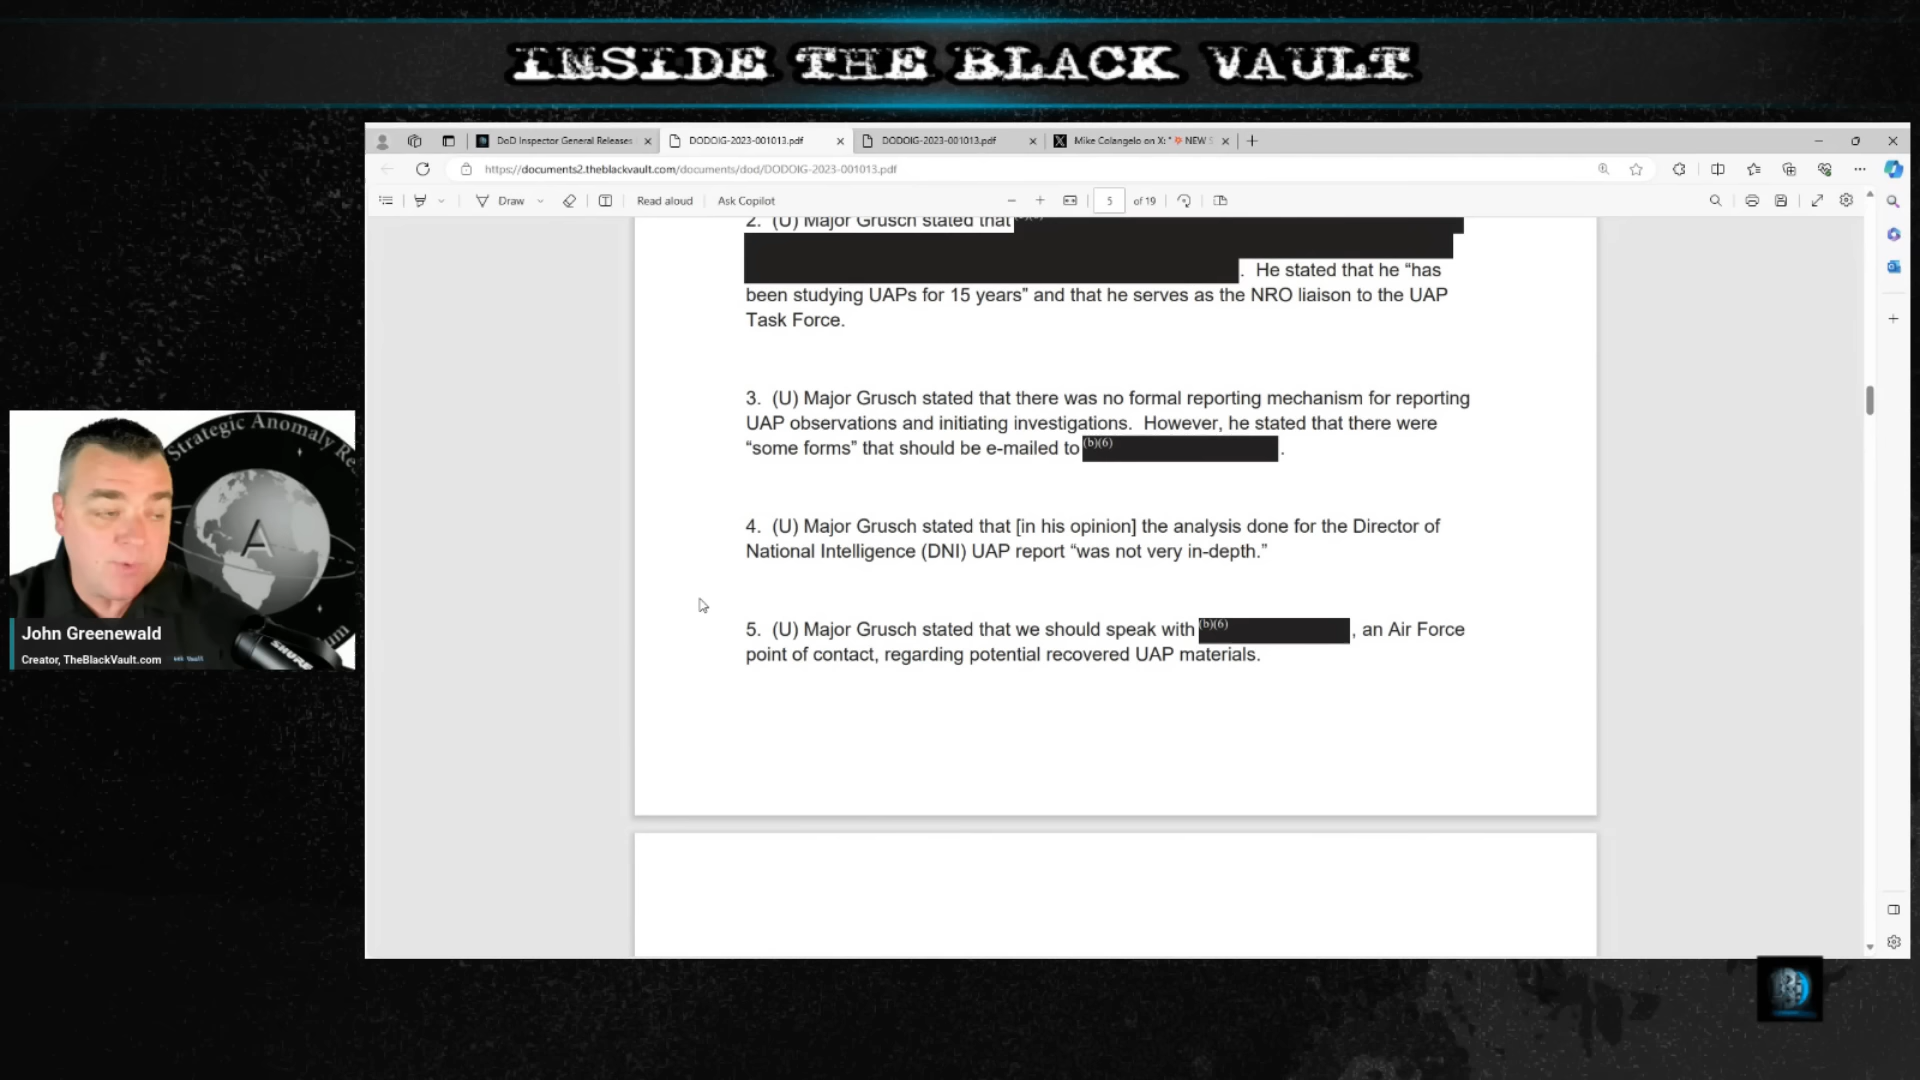 INSIDE THE BLACK VAULT
DoD Inspector General Releases
DODOIG-2023-001013.pdf
DODOIG-2023-001013.pdf
Mike Colangelo on X: "
NEW
https://documents2.theblackvault.com/documents/dod/DODOIG-2023-001013.pdf
Draw
Read aloud
Ask Copilot
5
of 19
2. (U) Major Grusch stated that
. He stated that he “has
been studying UAPs for 15 years” and that he serves as the NRO liaison to the UAP
Task Force.
3. (U) Major Grusch stated that there was no formal reporting mechanism for reporting
UAP observations and initiating investigations. However, he stated that there were
“some forms” that should be e-mailed to (b)(6) .
4. (U) Major Grusch stated that [in his opinion] the analysis done for the Director of
National Intelligence (DNI) UAP report “was not very in-depth.”
5. (U) Major Grusch stated that we should speak with (b)(6) , an Air Force
point of contact, regarding potential recovered UAP materials.
Strategic Anomaly Re
A
um
SHURE
John Greenewald
Creator, TheBlackVault.com